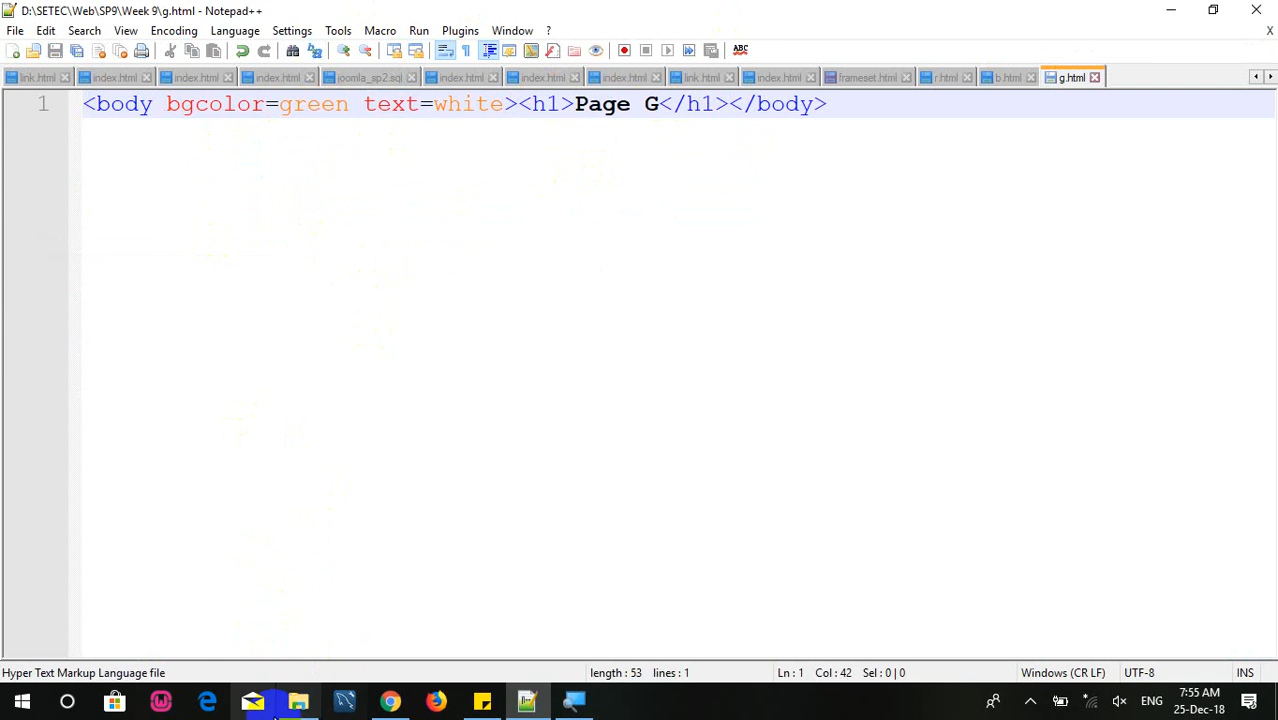 D:\SETEC\Web\SP9\Week 9\g.html - Notepad++
File Edit Search View Encoding Language Settings Tools Macro Run Plugins Window ? X
link.html index.html index.html index.html joomla_sp2.sql index.html index.html index.html link.html index.html frameset.html r.html b.html g.html
1 <body bgcolor=green text=white><h1>Page G</h1></body>
Hyper Text Markup Language file length : 53 lines : 1 Ln : 1 Col : 42 Sel : 0 | 0 Windows (CR LF) UTF-8 INS
ENG 7:55 AM
25-Dec-18